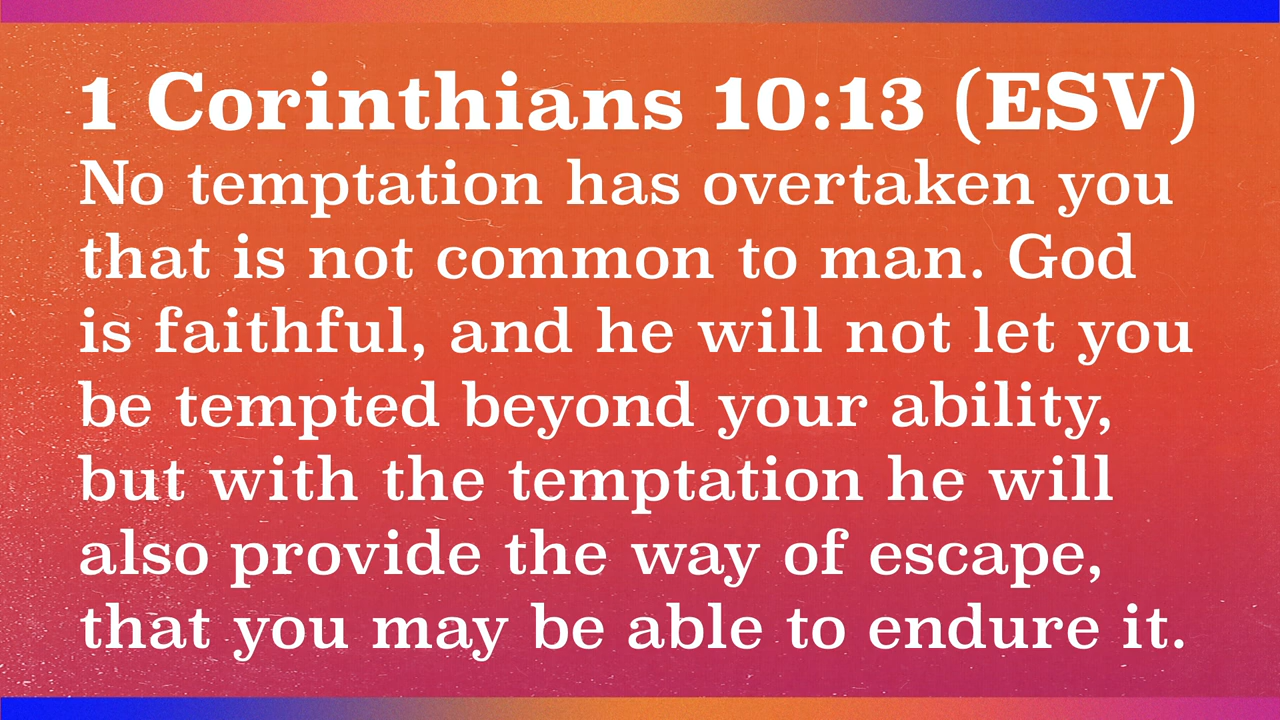 1 Corinthians 10:13 (ESV)
No temptation has overtaken you
that is not common to man. God
is faithful, and he will not let you
be tempted beyond your ability,
but with the temptation he will
also provide the way of escape,
that you may be able to endure it.